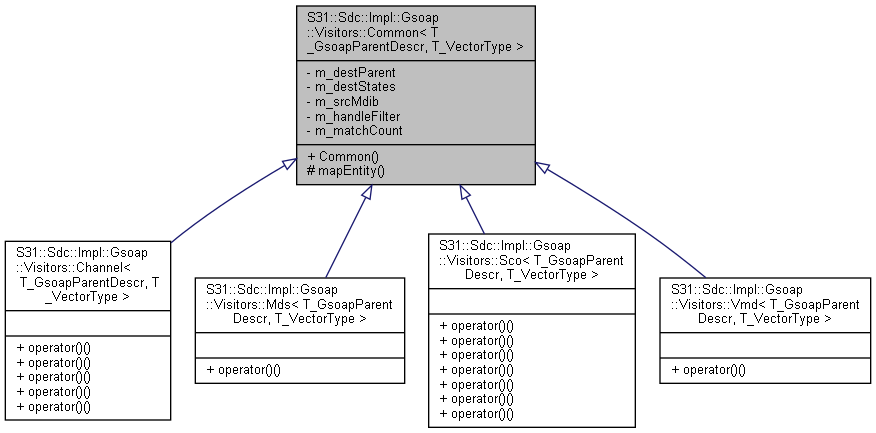 S31::Sdc::Impl::Gsoap
::Visitors::Common< T
_GsoapParentDescr, T_VectorType >
- m_destParent
- m_destStates
- m_srcMdib
- m_handleFilter
- m_matchCount
+ Common()
# mapEntity()
S31::Sdc::Impl::Gsoap
::Visitors::Channel<
T_GsoapParentDescr, T
_VectorType >
+ operator()()
+ operator()()
+ operator()()
+ operator()()
+ operator()()
S31::Sdc::Impl::Gsoap
::Visitors::Mds< T_GsoapParent
Descr, T_VectorType >
+ operator()()
S31::Sdc::Impl::Gsoap
::Visitors::Sco< T_GsoapParent
Descr, T_VectorType >
+ operator()()
+ operator()()
+ operator()()
+ operator()()
+ operator()()
+ operator()()
+ operator()()
S31::Sdc::Impl::Gsoap
::Visitors::Vmd< T_GsoapParent
Descr, T_VectorType >
+ operator()()